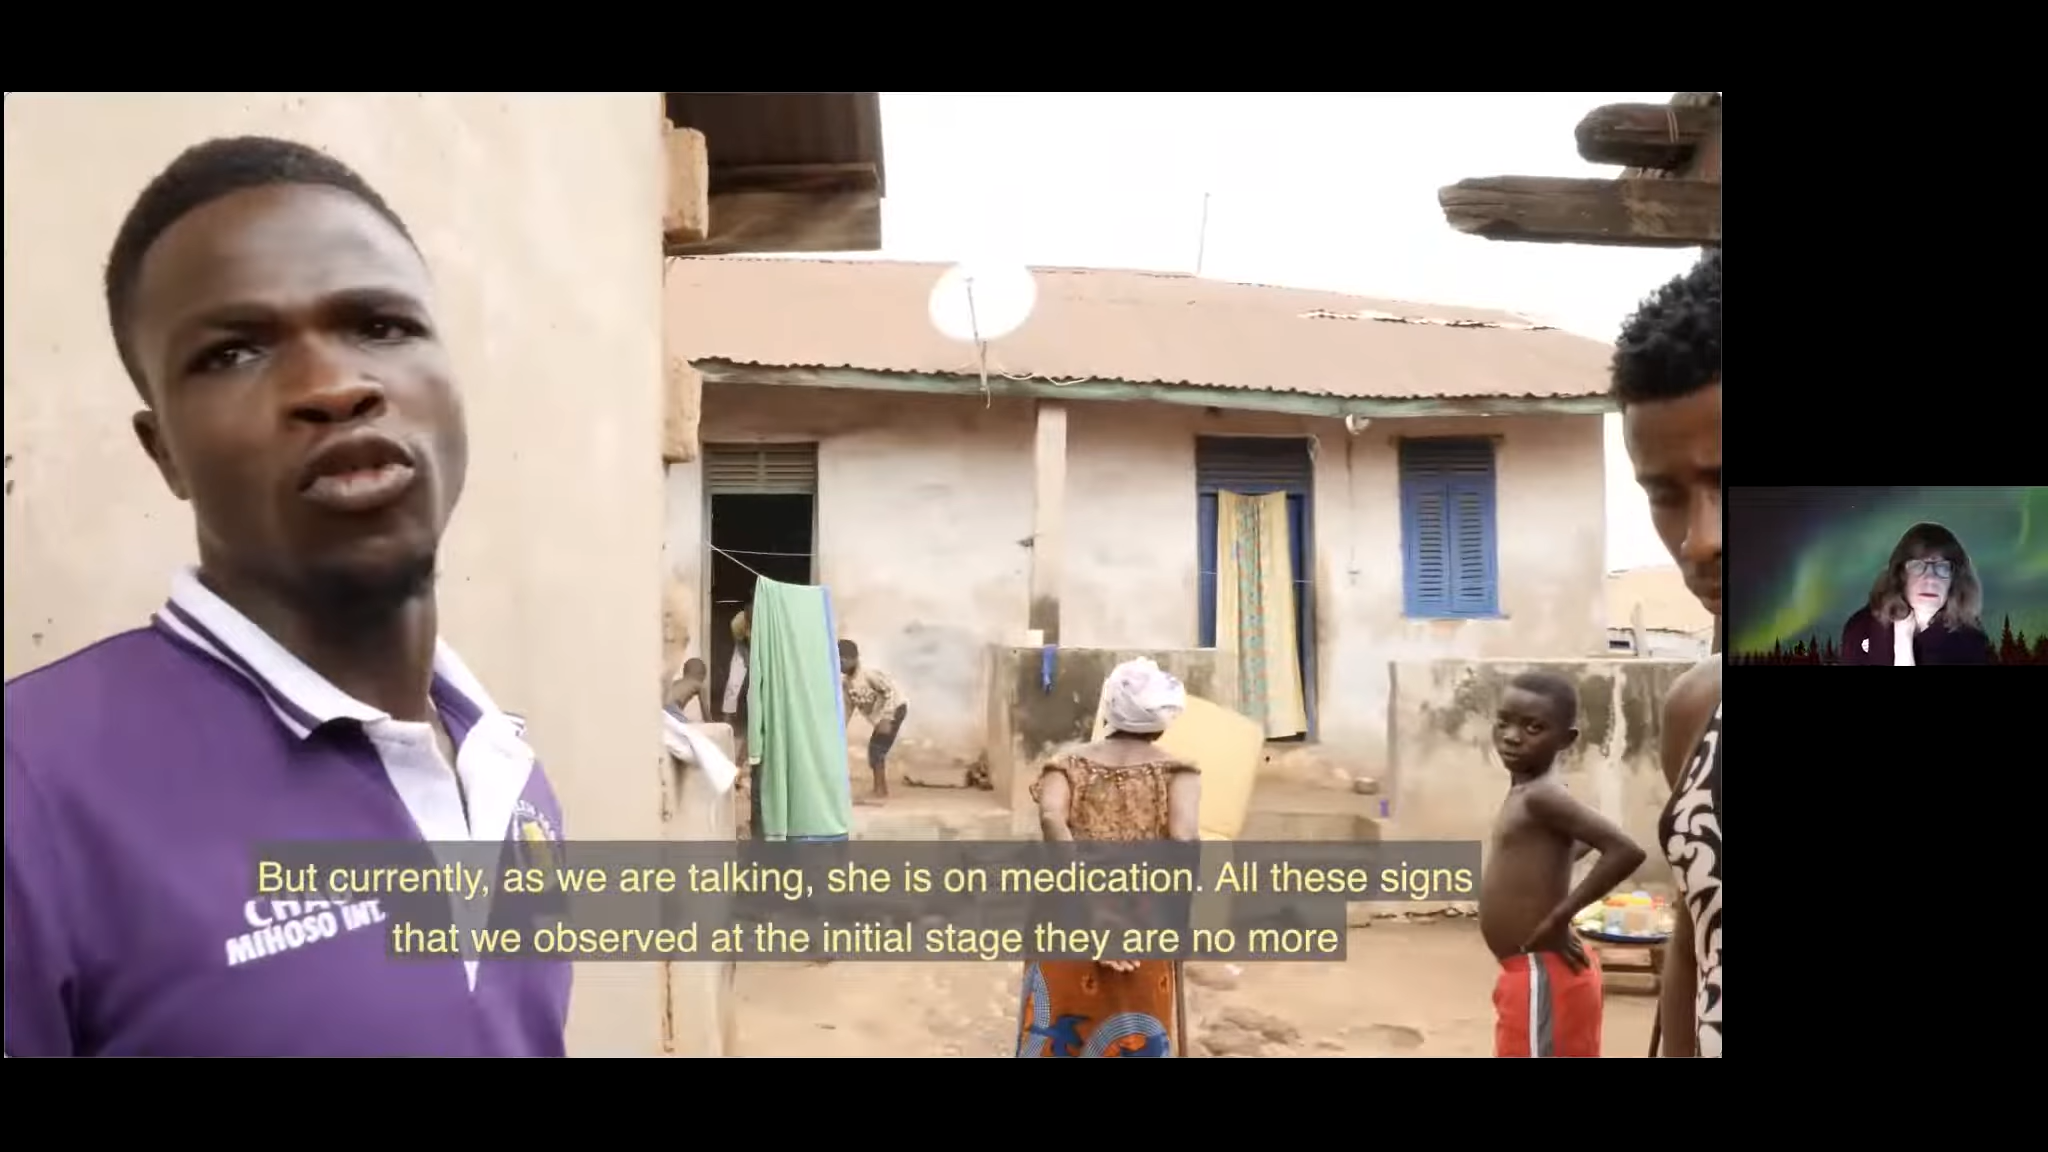 But currently, as we are talking, she is on medication. All these signs
that we observed at the initial stage they are no more
MIHOSO INT.